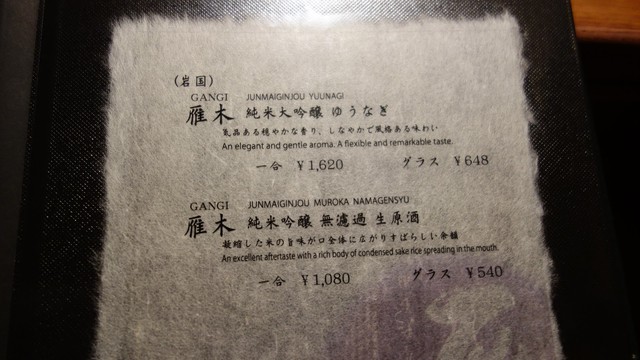 (岩国)
GANGI JUNMAIGINJOU YUUNAGI
雁木 純米大吟醸 ゆうなぎ
気品ある穏やかな香り、しなやかで風格ある味わい
An elegant and gentle aroma. A flexible and remarkable taste.
一合 ¥1,620 グラス ¥648
GANGI JUNMAIGINJOU MUROKA NAMAGENSYU
雁木 純米吟醸 無濾過 生原酒
凝縮した米の旨味が口全体に広がりすばらしい余韻
An excellent aftertaste with a rich body of condensed sake rice spreading in the mouth.
一合 ¥1,080 グラス ¥540